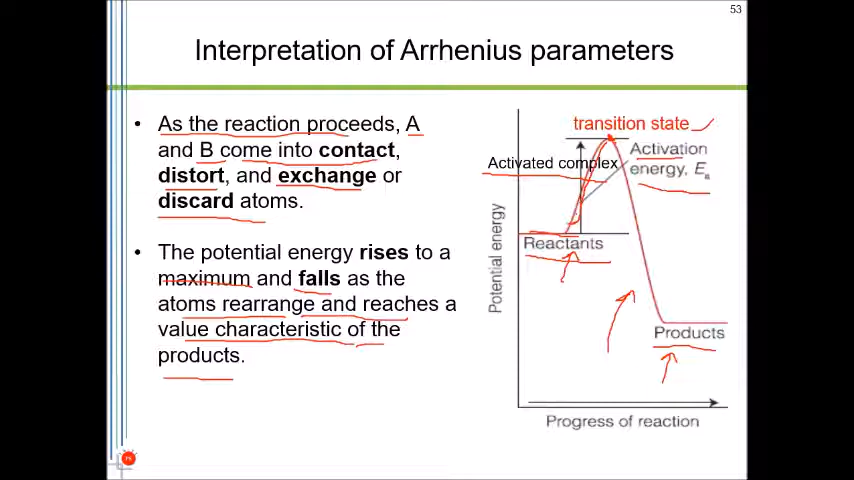 53
Interpretation of Arrhenius parameters
• As the reaction proceeds, A
and B come into contact,
distort, and exchange or
discard atoms.
• The potential energy rises to a
maximum and falls as the
atoms rearrange and reaches a
value characteristic of the
products.
transition state
Activation
energy, Ea
Activated complex
Reactants
Products
Potential energy
Progress of reaction